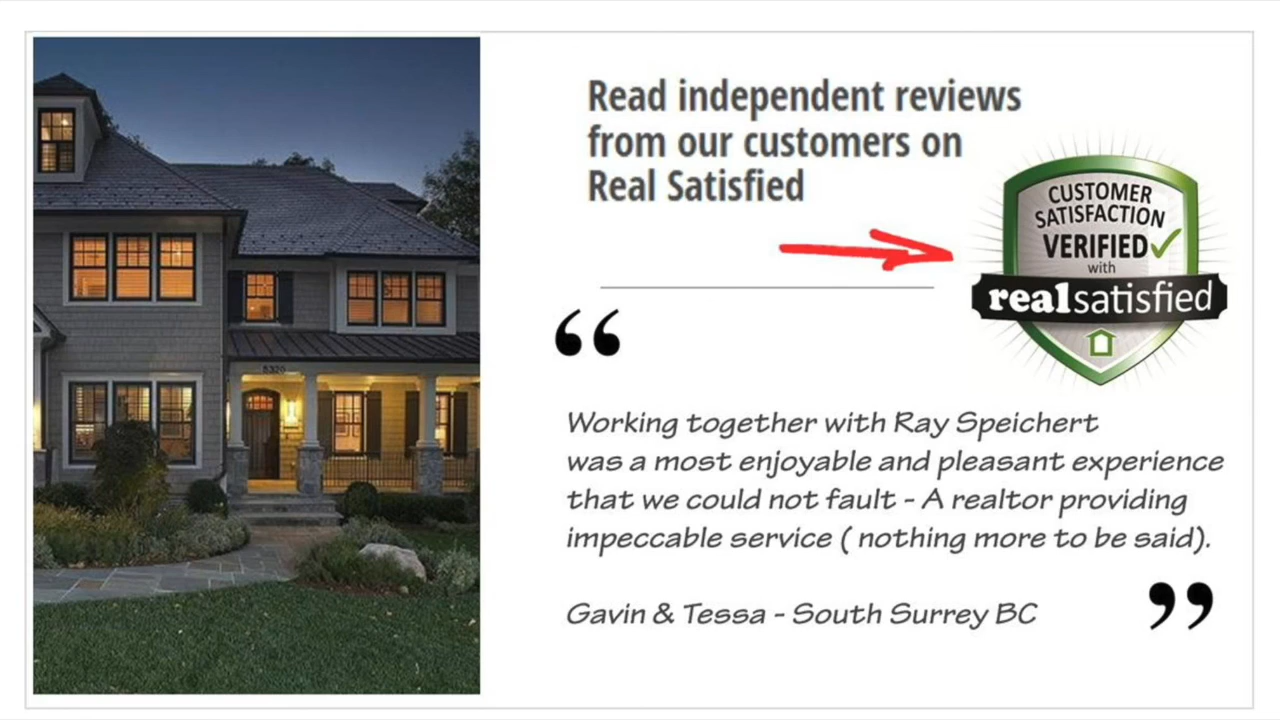 Read independent reviews
from our customers on
Real Satisfied
CUSTOMER
SATISFACTION
VERIFIED
with
realsatisfied
“
Working together with Ray Speichert
was a most enjoyable and pleasant experience
that we could not fault - A realtor providing
impeccable service ( nothing more to be said).
Gavin & Tessa - South Surrey BC
”
5320